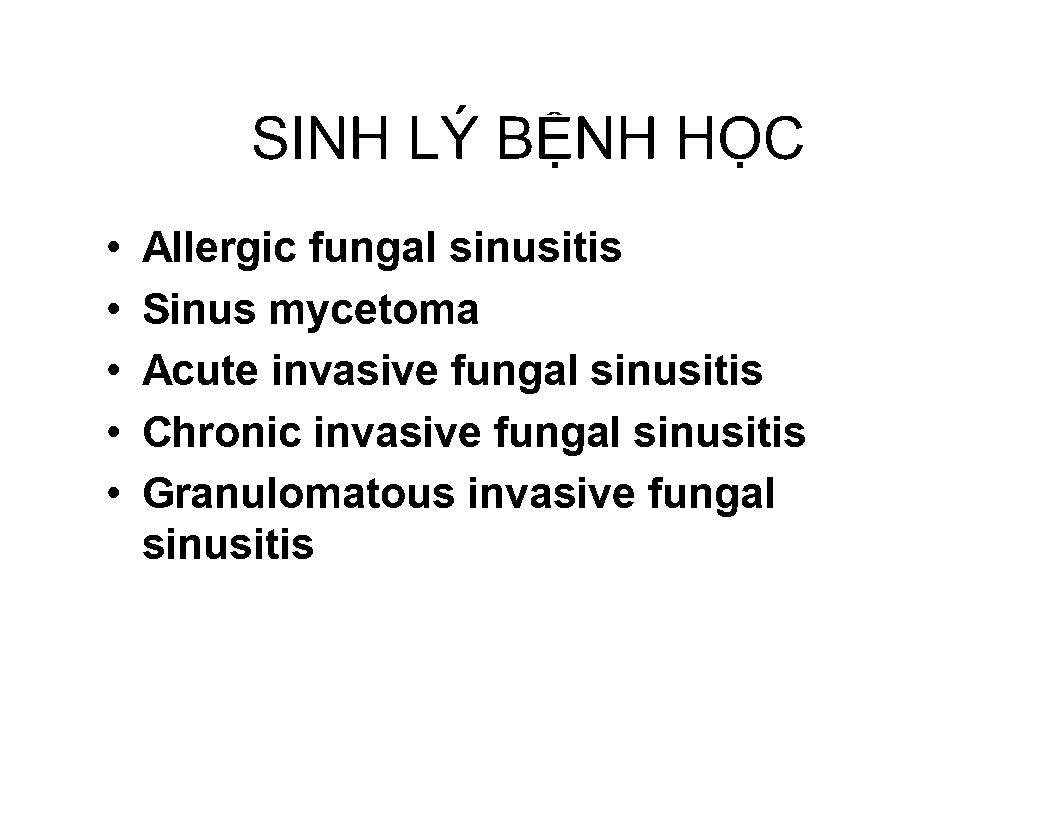 SINH LÝ BỆNH HỌC
• Allergic fungal sinusitis
• Sinus mycetoma
• Acute invasive fungal sinusitis
• Chronic invasive fungal sinusitis
• Granulomatous invasive fungal
sinusitis